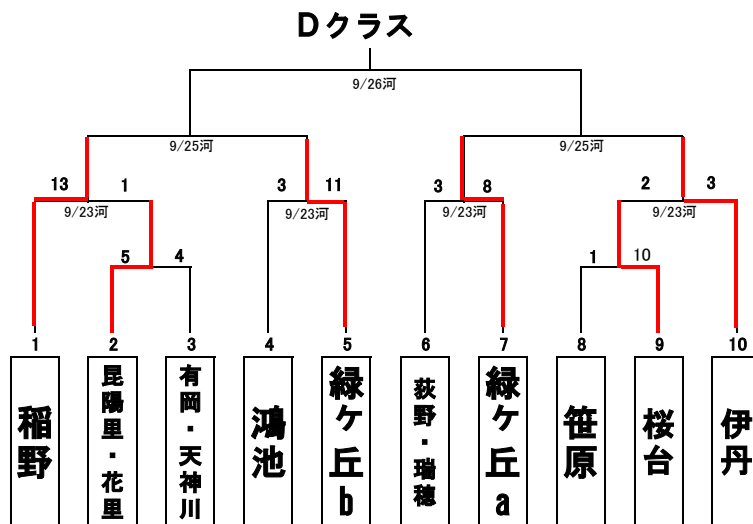 Dクラス
9/26河
9/25河
9/25河
13 1
3 11
3 8
2 3
9/23河
9/23河
9/23河
9/23河
5 4
1 10
1 2 3 4 5 6 7 8 9 10
稲野
昆陽里・花里
有岡・天神川
鴻池
緑ケ丘b
荻野・瑞穂
緑ケ丘a
笹原
桜台
伊丹